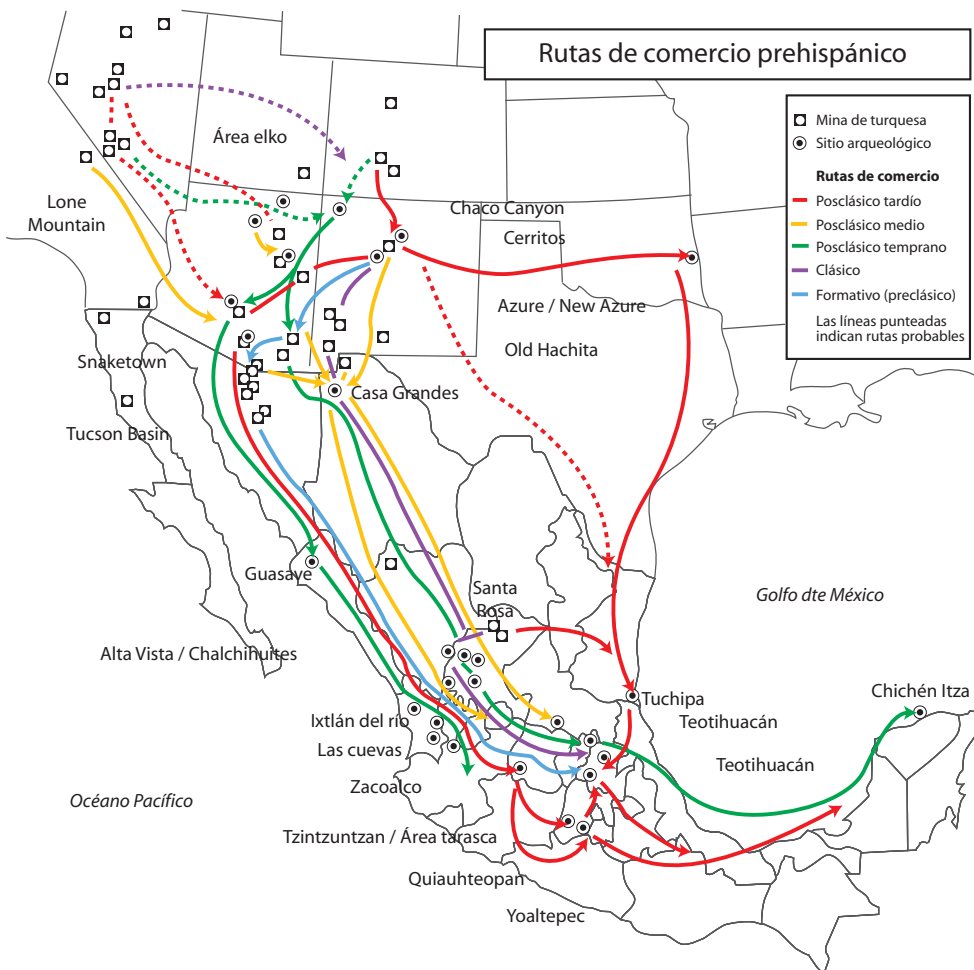 Rutas de comercio prehispánico
Mina de turquesa
Sitio arqueológico
Rutas de comercio
Posclásico tardío
Posclásico medio
Posclásico temprano
Clásico
Formativo (preclásico)
Las líneas punteadas
indican rutas probables
Área elko
Lone
Mountain
Chaco Canyon
Cerritos
Azure / New Azure
Old Hachita
Snaketown
Casa Grandes
Tucson Basin
Guasave
Santa
Rosa
Golfo dte México
Alta Vista / Chalchihuites
Chichén Itza
Tuchipa
Ixtlán del río
Teotihuacán
Las cuevas
Teotihuacán
Zacoalco
Océano Pacífico
Tzintzuntzan / Área tarasca
Quiauhteopan
Yoaltepec